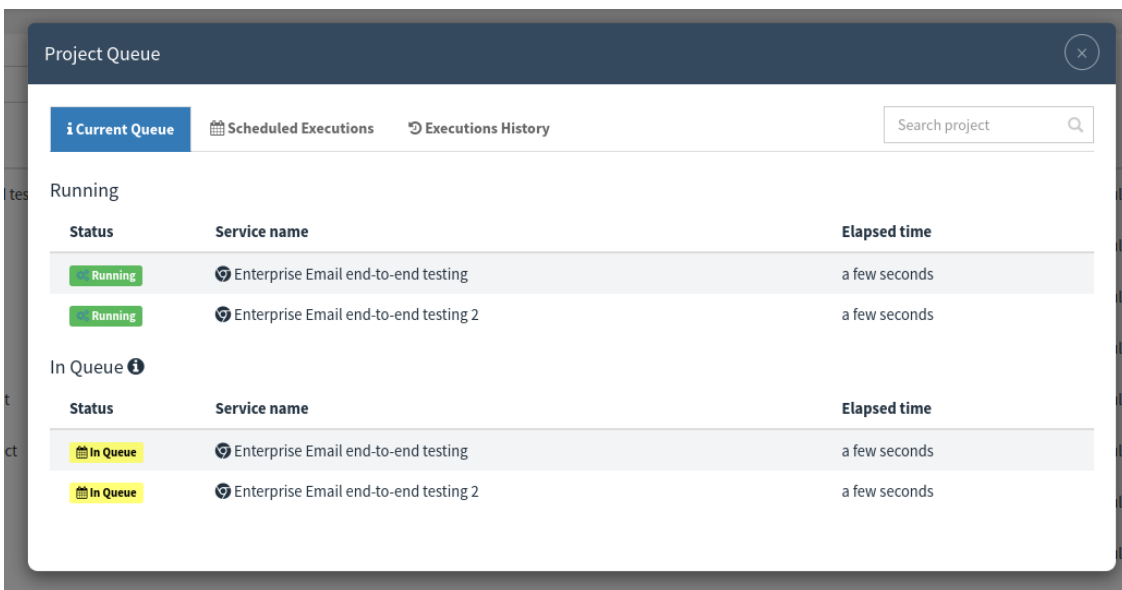 Project Queue
Current Queue Scheduled Executions Executions History Search project
Running
Status Service name Elapsed time
Running Enterprise Email end-to-end testing a few seconds
Running Enterprise Email end-to-end testing 2 a few seconds
In Queue
Status Service name Elapsed time
In Queue Enterprise Email end-to-end testing a few seconds
In Queue Enterprise Email end-to-end testing 2 a few seconds